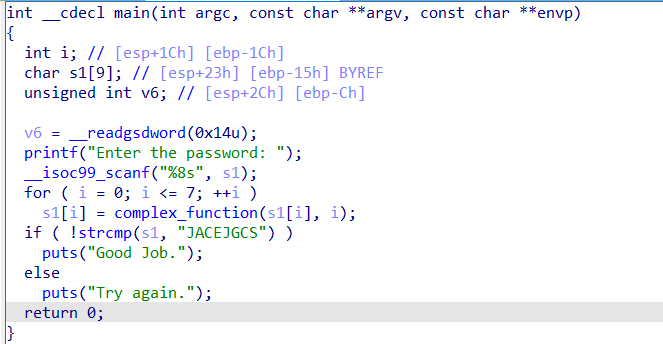 int __cdecl main(int argc, const char **argv, const char **envp)
{
  int i; // [esp+1Ch] [ebp-1Ch]
  char s1[9]; // [esp+23h] [ebp-15h] BYREF
  unsigned int v6; // [esp+2Ch] [ebp-Ch]

  v6 = __readgsdword(0x14u);
  printf("Enter the password: ");
  __isoc99_scanf("%8s", s1);
  for ( i = 0; i <= 7; ++i )
    s1[i] = complex_function(s1[i], i);
  if ( !strcmp(s1, "JACEJGCS") )
    puts("Good Job.");
  else
    puts("Try again.");
  return 0;
}